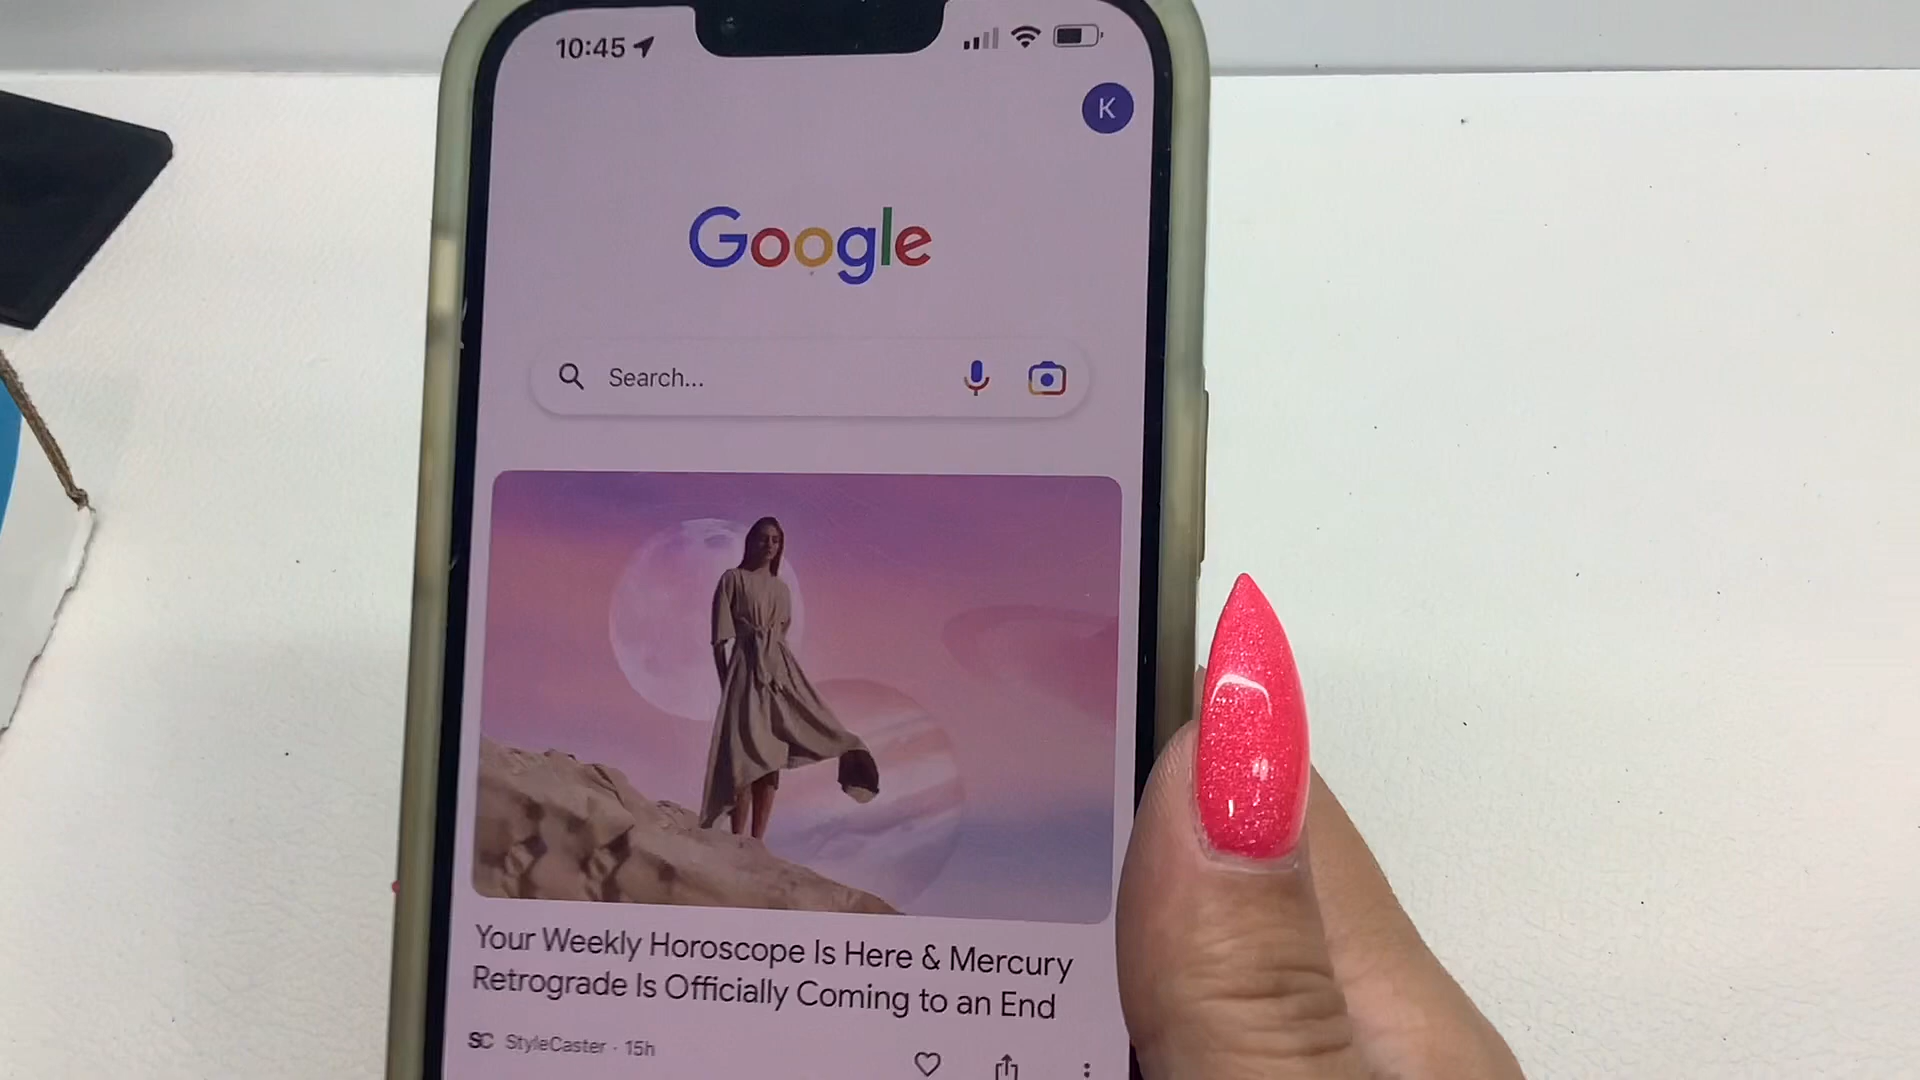 10:45
K
Google
Search...
Your Weekly Horoscope Is Here & Mercury
Retrograde Is Officially Coming to an End
SC StyleCaster · 15h